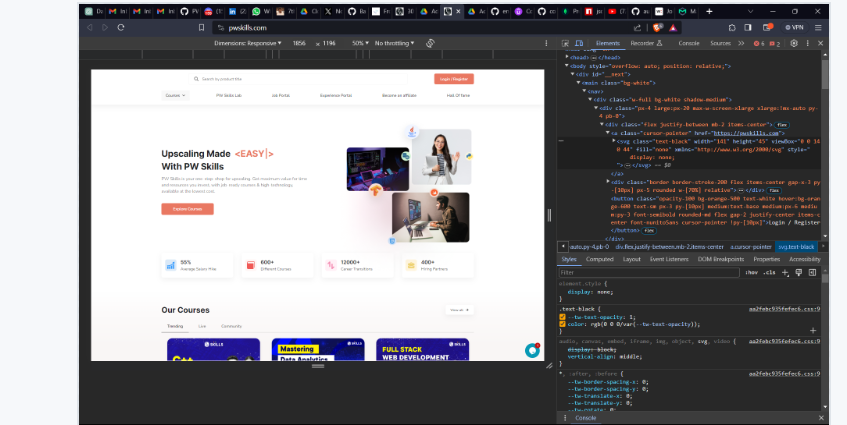 pwskills.com
VPN
Dimensions: Responsive ▼ 1856 × 1196 50% ▼ No throttling ▼
Elements Recorder Console Sources » 6 2
<head> </head>
<body style="overflow: auto; position: relative;">
<div id="__next">
<main class="bg-white">
<nav>
<div class="w-full bg-white shadow-medium">
<div class="px-4 large:px-20 max-w-screen-xlarge xlarge:mx-auto py-
4 pb-0">
<div class="flex justify-between mb-2 items-center"> flex
<a class="cursor-pointer" href="https://pwskills.com">
<svg class="text-black" width="141" height="45" viewBox="0 0 14
0 44" fill="none" xmlns="http://www.w3.org/2000/svg" style="
display: none;
"> </svg> == $0
</a>
<div class="border border-stroke-200 flex items-center gap-x-3 py-
[10px] px-5 rounded w-[70%] relative"> </div> flex
<button class="opacity-100 bg-orange-500 text-white hover:bg-oran
ge-600 text-sm px-3 py-[10px] medium:text-base medium:px-6 mediu
m:py-3 font-semibold rounded-md flex gap-2 justify-center items-c
enter font-nunitoSans cursor-pointer !py-[10px]">Login / Register
</button> flex
</div>
auto.py-4.pb-0 div.flex.justify-between.mb-2.items-center a.cursor-pointer svg.text-black
Styles Computed Layout Event Listeners DOM Breakpoints Properties Accessibility
Filter :hov .cls
element.style {
display: none;
}
.text-black { aa2febc935fefec6.css:9
--tw-text-opacity: 1;
color: rgb(0 0 0/var(--tw-text-opacity));
}
audio, canvas, embed, iframe, img, object, svg, video { aa2febc935fefec6.css:9
display: block;
vertical-align: middle;
}
*, :after, :before { aa2febc935fefec6.css:9
--tw-border-spacing-x: 0;
--tw-border-spacing-y: 0;
--tw-translate-x: 0;
--tw-translate-y: 0;
--tw-rotate: 0;
Console
Search by product title
Login / Register
Courses PW Skills Lab Job Portal Experience Portal Become an affiliate Hall Of Fame
Upscaling Made <EASY|>
With PW Skills
PW Skills is your one-stop-shop for upscaling. Get maximum value for time
and resources you invest, with job-ready courses & high technology,
available at the lowest cost.
Explore Courses
55% 600+ 12000+ 400+
Average Salary Hike Different Courses Career Transitions Hiring Partners
Our Courses
View all
Trending Live Community
SKILLS SKILLS SKILLS
C++ Mastering FULL STACK
Data Analytics WEB DEVELOPMENT